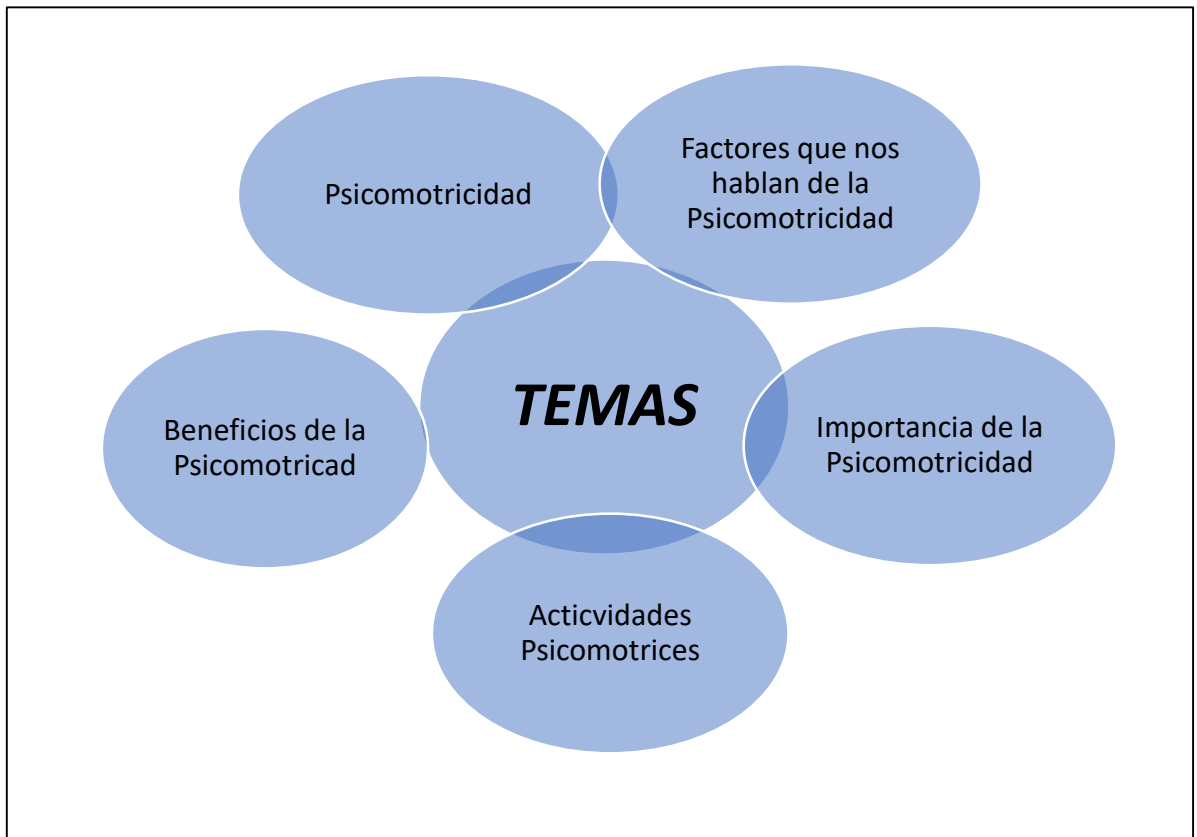 Psicomotricidad
Factores que nos
hablan de la
Psicomotricidad
TEMAS
Beneficios de la
Psicomotricad
Importancia de la
Psicomotricidad
Acticvidades
Psicomotrices